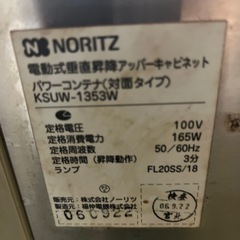 NORITZ
電動式垂直昇降アッパーキャビネット
パワーコンテナ(対面タイプ)
KSUW-1353W
定格電圧 100V
定格消費電力 165W
定格周波数 50/60Hz
定格時間(昇降動作) 3分
ランプ FL20SS/18
販売元:株式会社ノーリツ
製造元:
060922
検査
06.9.22